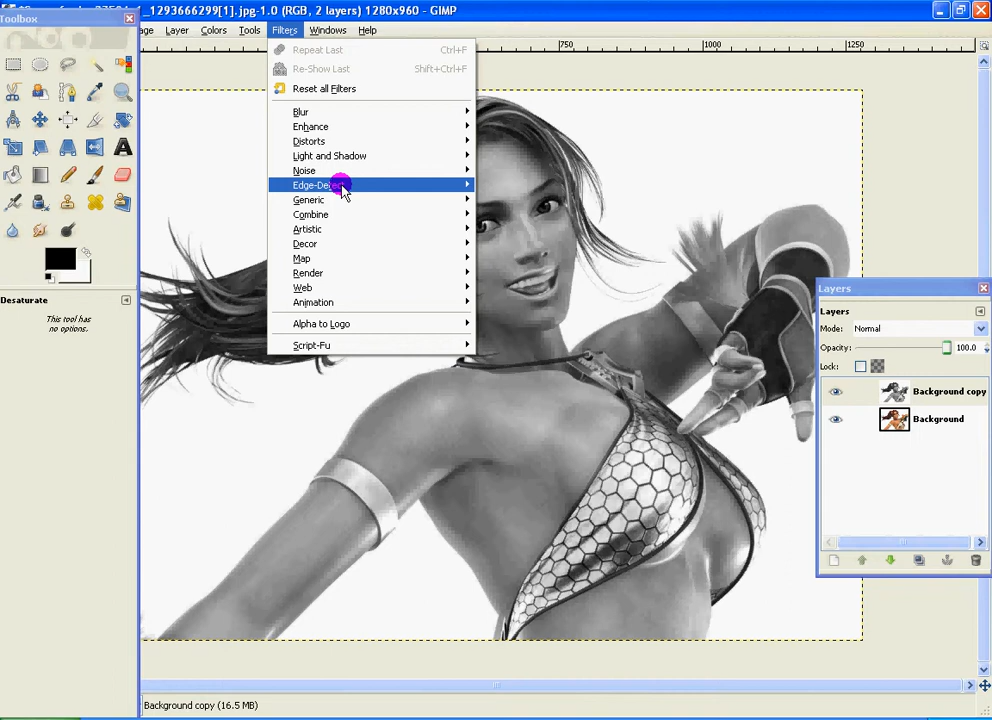 _1293666299[1].jpg-1.0 (RGB, 2 layers) 1280x960 - GIMP
Toolbox
Layer Colors Tools Filters Windows Help
750 1000 1250
Repeat Last Ctrl+F
Re-Show Last Shift+Ctrl+F
Reset all Filters
Blur
Enhance
Distorts
Light and Shadow
Noise
Edge-Detect
Generic
Combine
Artistic
Decor
Map
Render
Web
Animation
Alpha to Logo
Script-Fu
Desaturate
This tool has
no options.
Layers
Layers
Mode: Normal
Opacity: 100.0
Lock:
Background copy
Background
Background copy (16.5 MB)